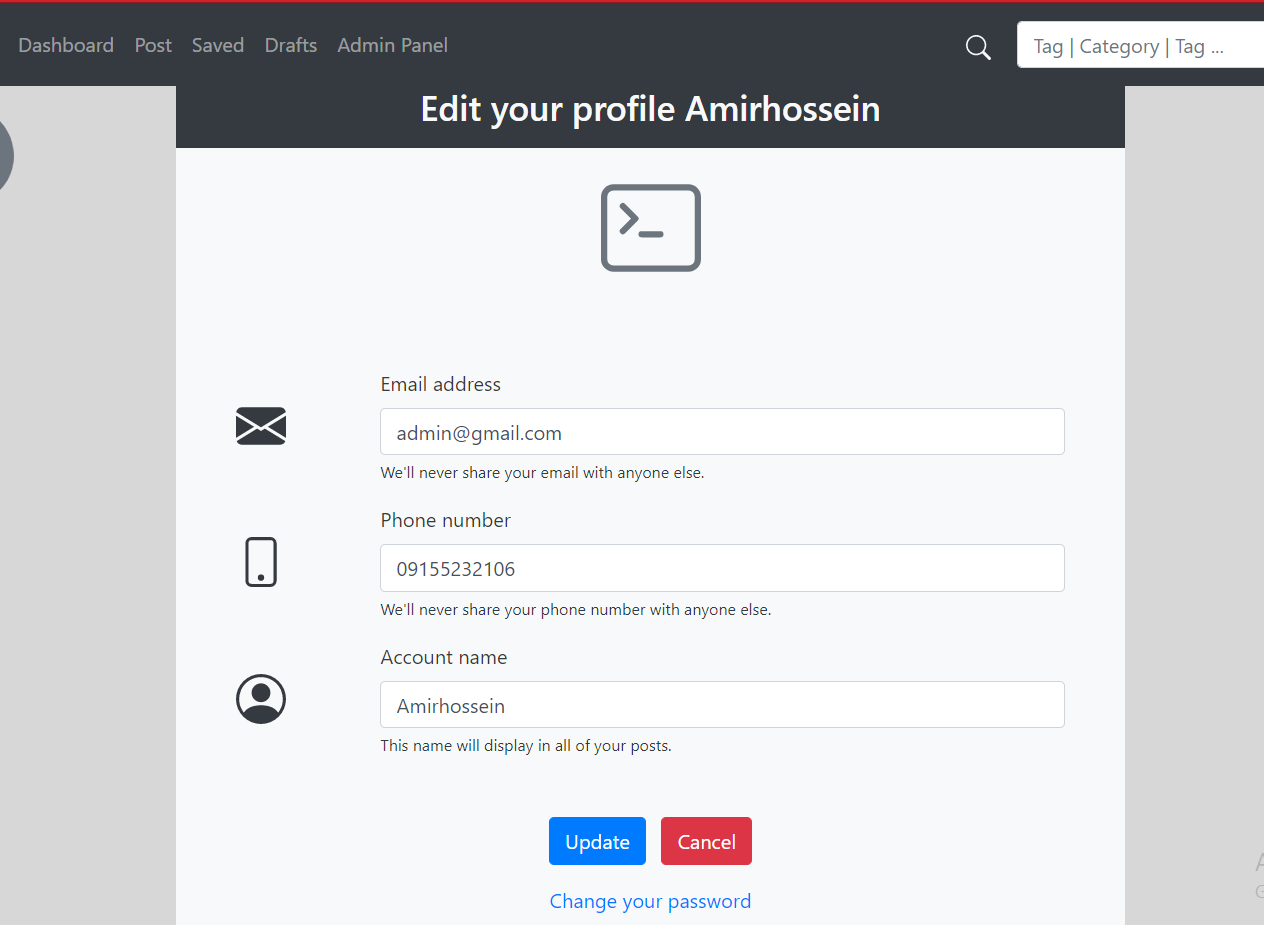 Dashboard Post Saved Drafts Admin Panel Tag | Category | Tag ...
Edit your profile Amirhossein
Email address
admin@gmail.com
We'll never share your email with anyone else.
Phone number
09155232106
We'll never share your phone number with anyone else.
Account name
Amirhossein
This name will display in all of your posts.
Update Cancel
Change your password